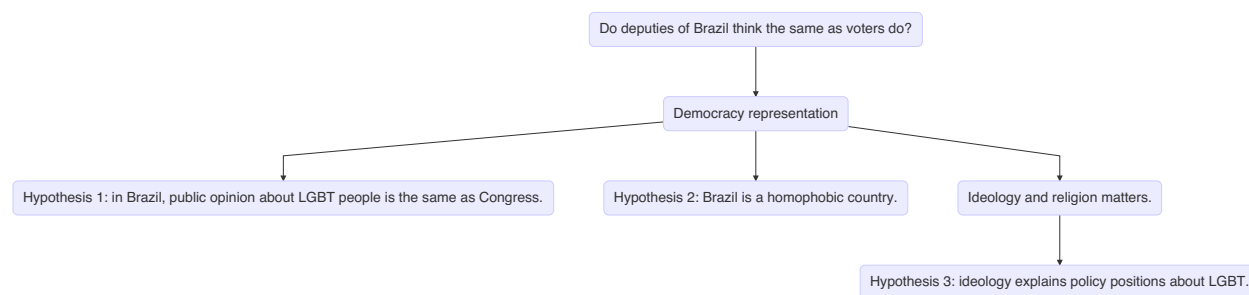 Do deputies of Brazil think the same as voters do?
Democracy representation
Hypothesis 1: in Brazil, public opinion about LGBT people is the same as Congress.
Hypothesis 2: Brazil is a homophobic country.
Ideology and religion matters.
Hypothesis 3: ideology explains policy positions about LGBT.